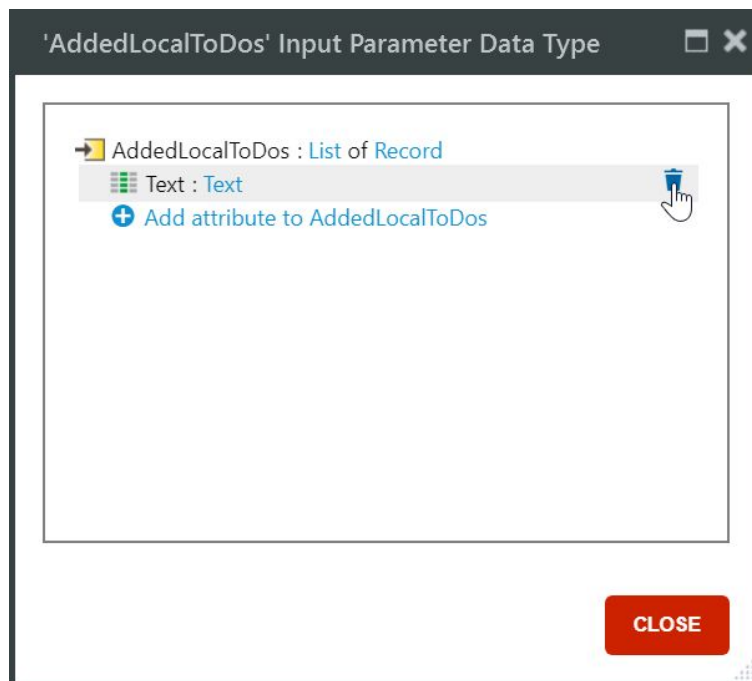 'AddedLocalToDos' Input Parameter Data Type
AddedLocalToDos : List of Record
Text : Text
Add attribute to AddedLocalToDos
CLOSE